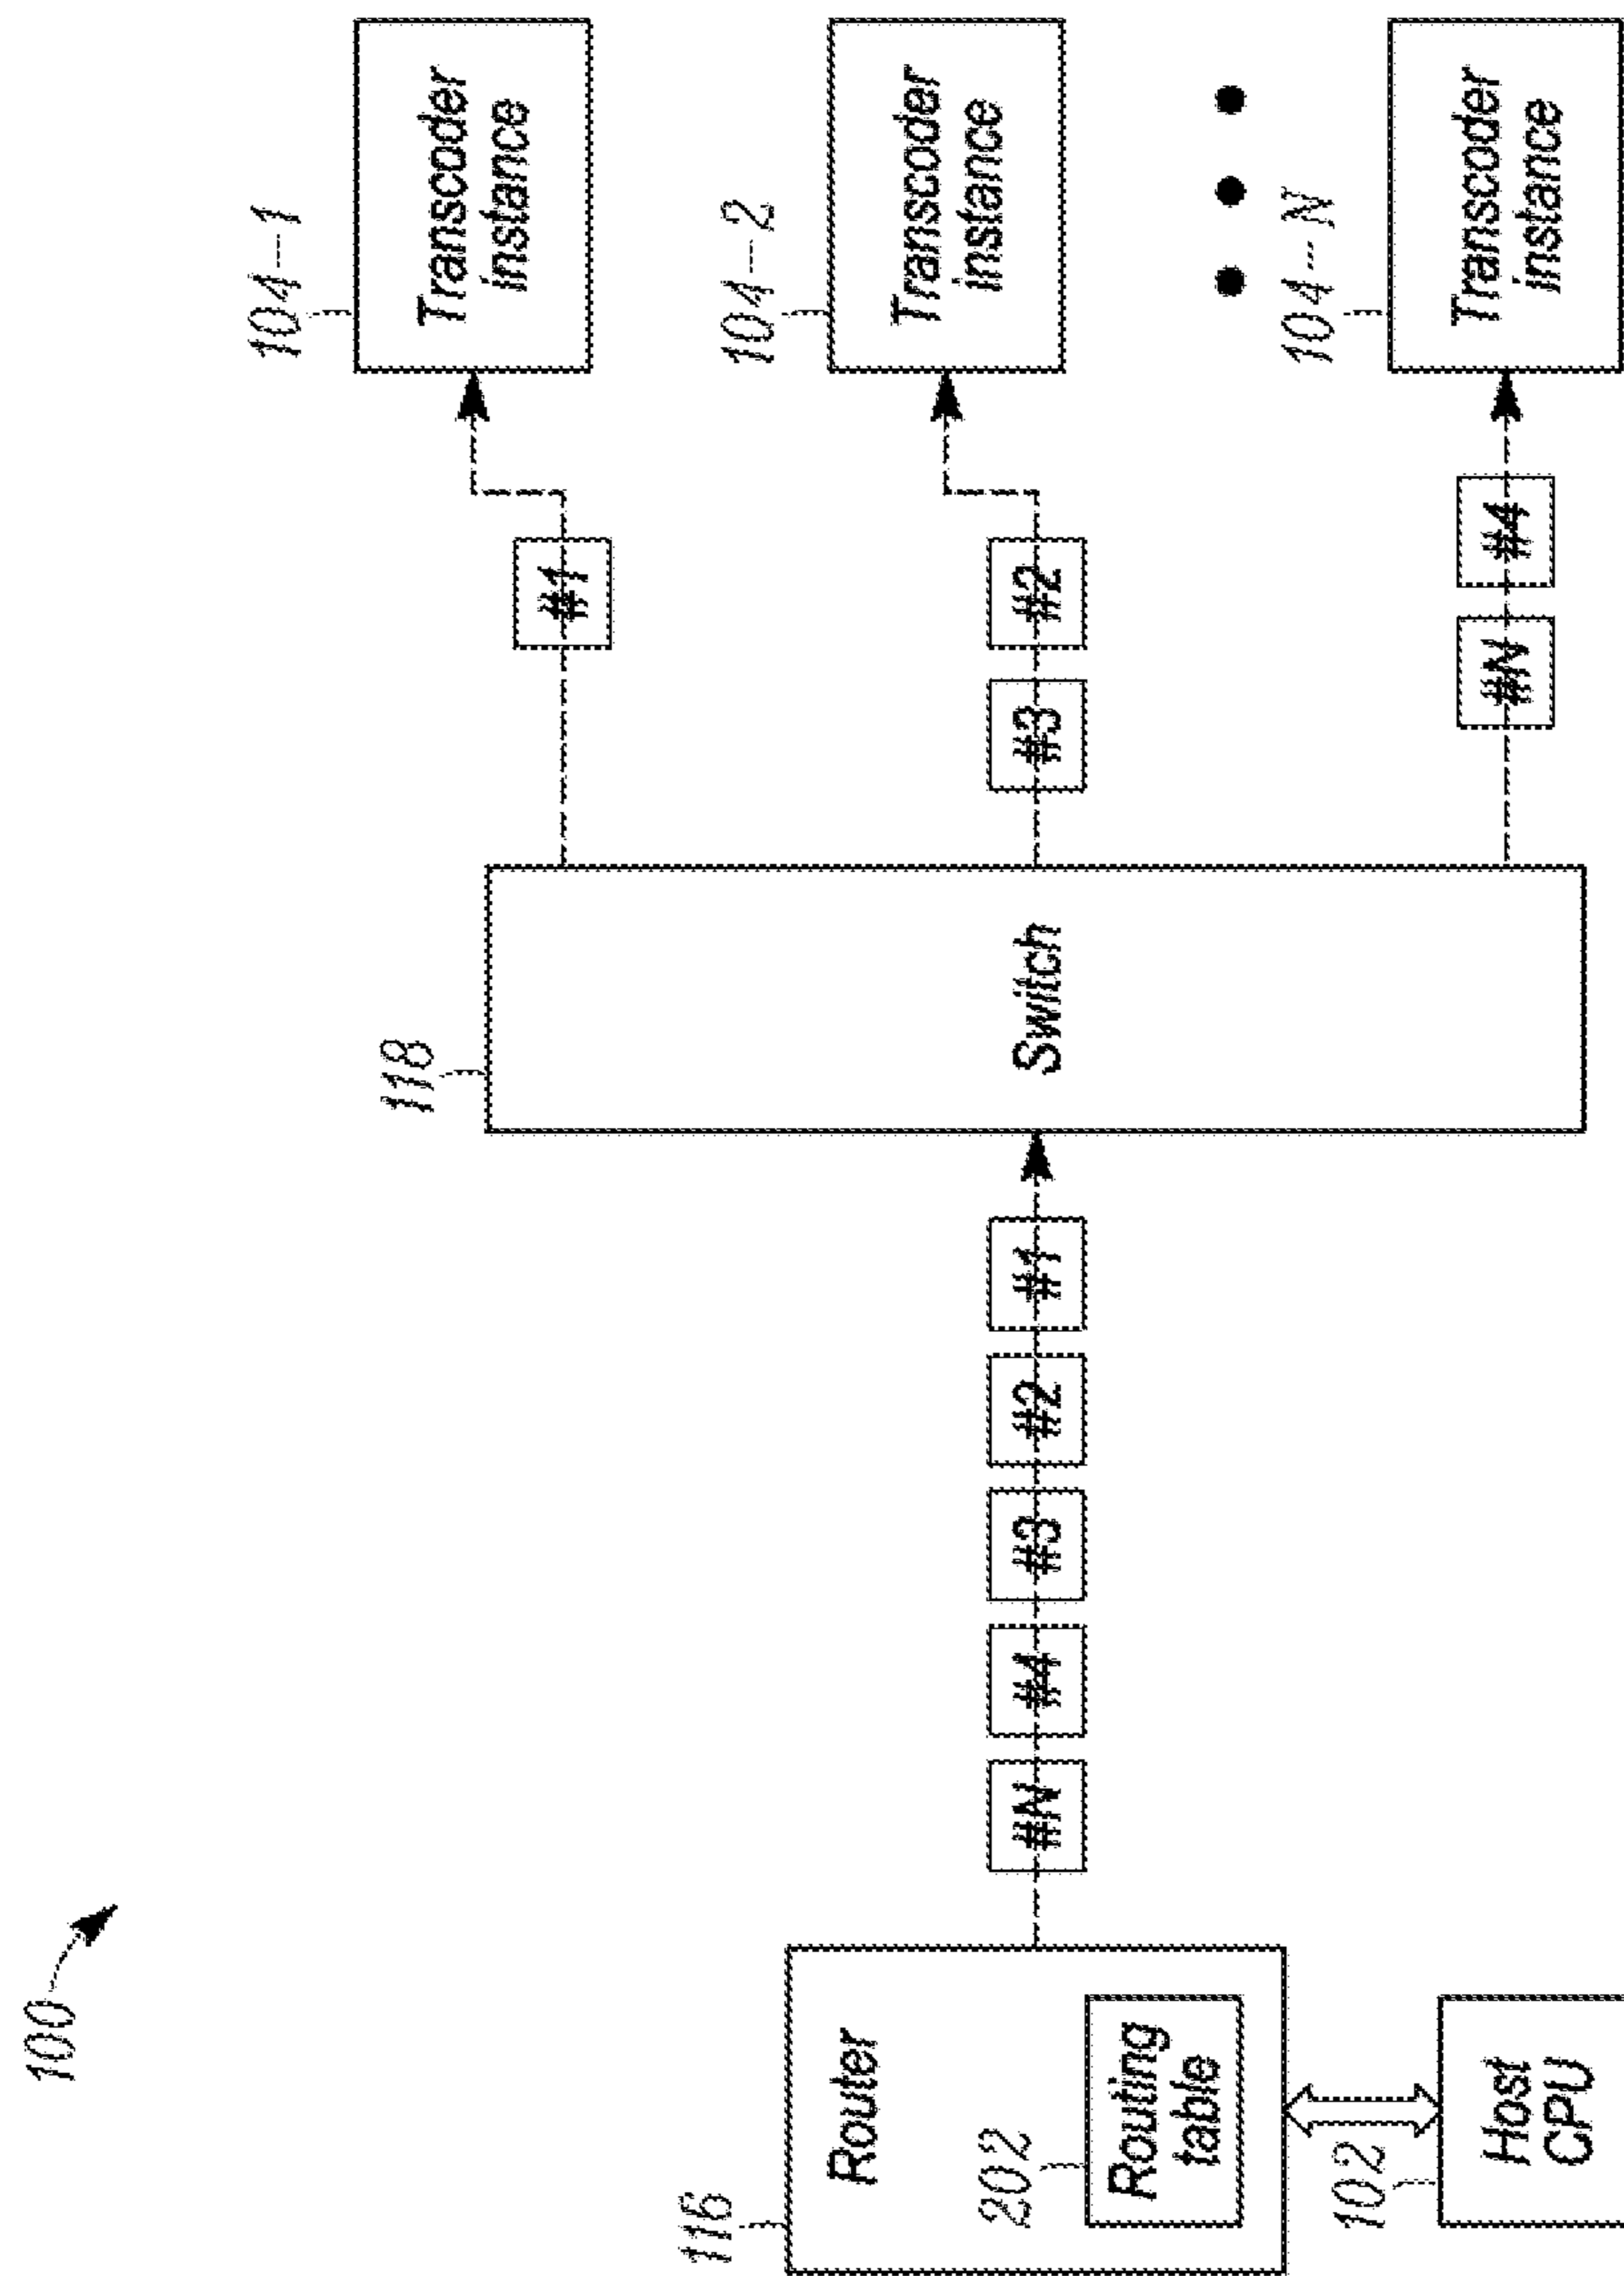 100
116
Router
202
Routing
table
102
Host
CPU
#N
#4
#3
#2
#1
118
Switch
#1
#3
#2
#N
#4
104-1
Transcoder
instance
104-2
Transcoder
instance
104-N
Transcoder
instance